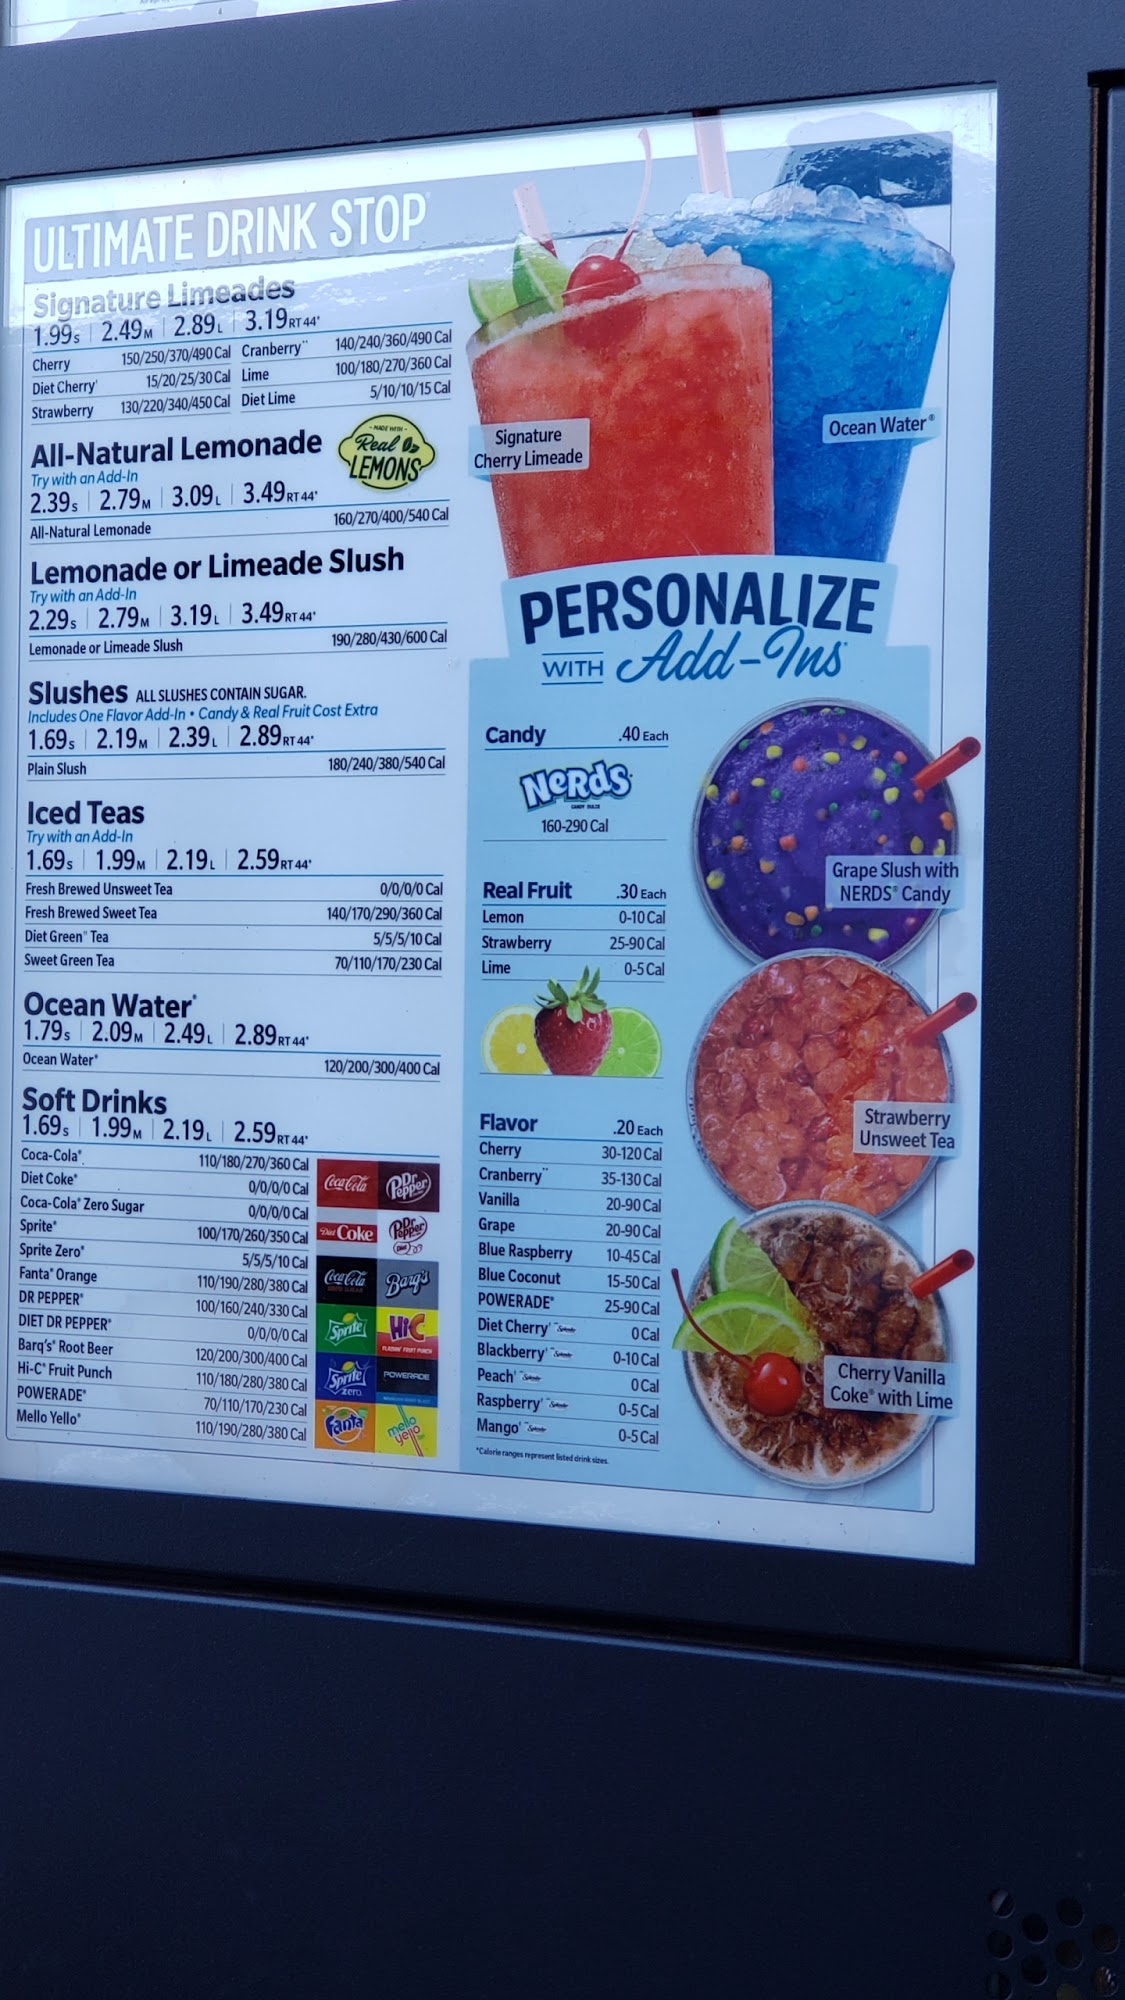 ULTIMATE DRINK STOP
Signature Limeades
1.99S | 2.49M | 2.89L | 3.19RT 44®
Cherry 150/250/370/490 Cal Cranberry™ 140/240/360/490 Cal
Diet Cherry 15/20/25/30 Cal Lime 100/180/270/360 Cal
Strawberry 130/220/340/450 Cal Diet Lime 5/10/10/15 Cal
All-Natural Lemonade
MADE WITH
Real
LEMONS
Try with an Add-In
2.39S | 2.79M | 3.09L | 3.49RT 44®
All-Natural Lemonade 160/270/400/540 Cal
Lemonade or Limeade Slush
Try with an Add-In
2.29S | 2.79M | 3.19L | 3.49RT 44®
Lemonade or Limeade Slush 190/280/430/600 Cal
Slushes ALL SLUSHES CONTAIN SUGAR.
Includes One Flavor Add-In • Candy & Real Fruit Cost Extra
1.69S | 2.19M | 2.39L | 2.89RT 44®
Plain Slush 180/240/380/540 Cal
Iced Teas
Try with an Add-In
1.69S | 1.99M | 2.19L | 2.59RT 44®
Fresh Brewed Unsweet Tea 0/0/0/0 Cal
Fresh Brewed Sweet Tea 140/170/290/360 Cal
Diet Green Tea 5/5/5/10 Cal
Sweet Green Tea 70/110/170/230 Cal
Ocean Water®
1.79S | 2.09M | 2.49L | 2.89RT 44®
Ocean Water® 120/200/300/400 Cal
Soft Drinks
1.69S | 1.99M | 2.19L | 2.59RT 44®
Coca-Cola® 110/180/270/360 Cal
Diet Coke® 0/0/0/0 Cal
Coca-Cola® Zero Sugar 0/0/0/0 Cal
Sprite® 100/170/260/350 Cal
Sprite Zero® 5/5/5/10 Cal
Fanta® Orange 110/190/280/380 Cal
DR PEPPER® 100/160/240/330 Cal
DIET DR PEPPER® 0/0/0/0 Cal
Barq's® Root Beer 120/200/300/400 Cal
Hi-C® Fruit Punch 110/180/280/380 Cal
POWERADE® 70/110/170/230 Cal
Mello Yello® 110/190/280/380 Cal
Coca-Cola Dr Pepper
Diet Coke Dr Pepper Diet
Coca-Cola ZERO SUGAR Barq's
Sprite Hi-C FLASHIN' FRUIT PUNCH
Sprite zero POWERADE
Fanta mello yello
Signature
Cherry Limeade
Ocean Water®
PERSONALIZE
WITH Add-Ins
Candy .40 Each
NeRdS
160-290 Cal
Real Fruit .30 Each
Lemon 0-10 Cal
Strawberry 25-90 Cal
Lime 0-5 Cal
Flavor .20 Each
Cherry 30-120 Cal
Cranberry™ 35-130 Cal
Vanilla 20-90 Cal
Grape 20-90 Cal
Blue Raspberry 10-45 Cal
Blue Coconut 15-50 Cal
POWERADE® 25-90 Cal
Diet Cherry 0 Cal
Blackberry 0-10 Cal
Peach 0 Cal
Raspberry 0-5 Cal
Mango 0-5 Cal
*Calorie ranges represent listed drink sizes.
Grape Slush with
NERDS® Candy
Strawberry
Unsweet Tea
Cherry Vanilla
Coke® with Lime